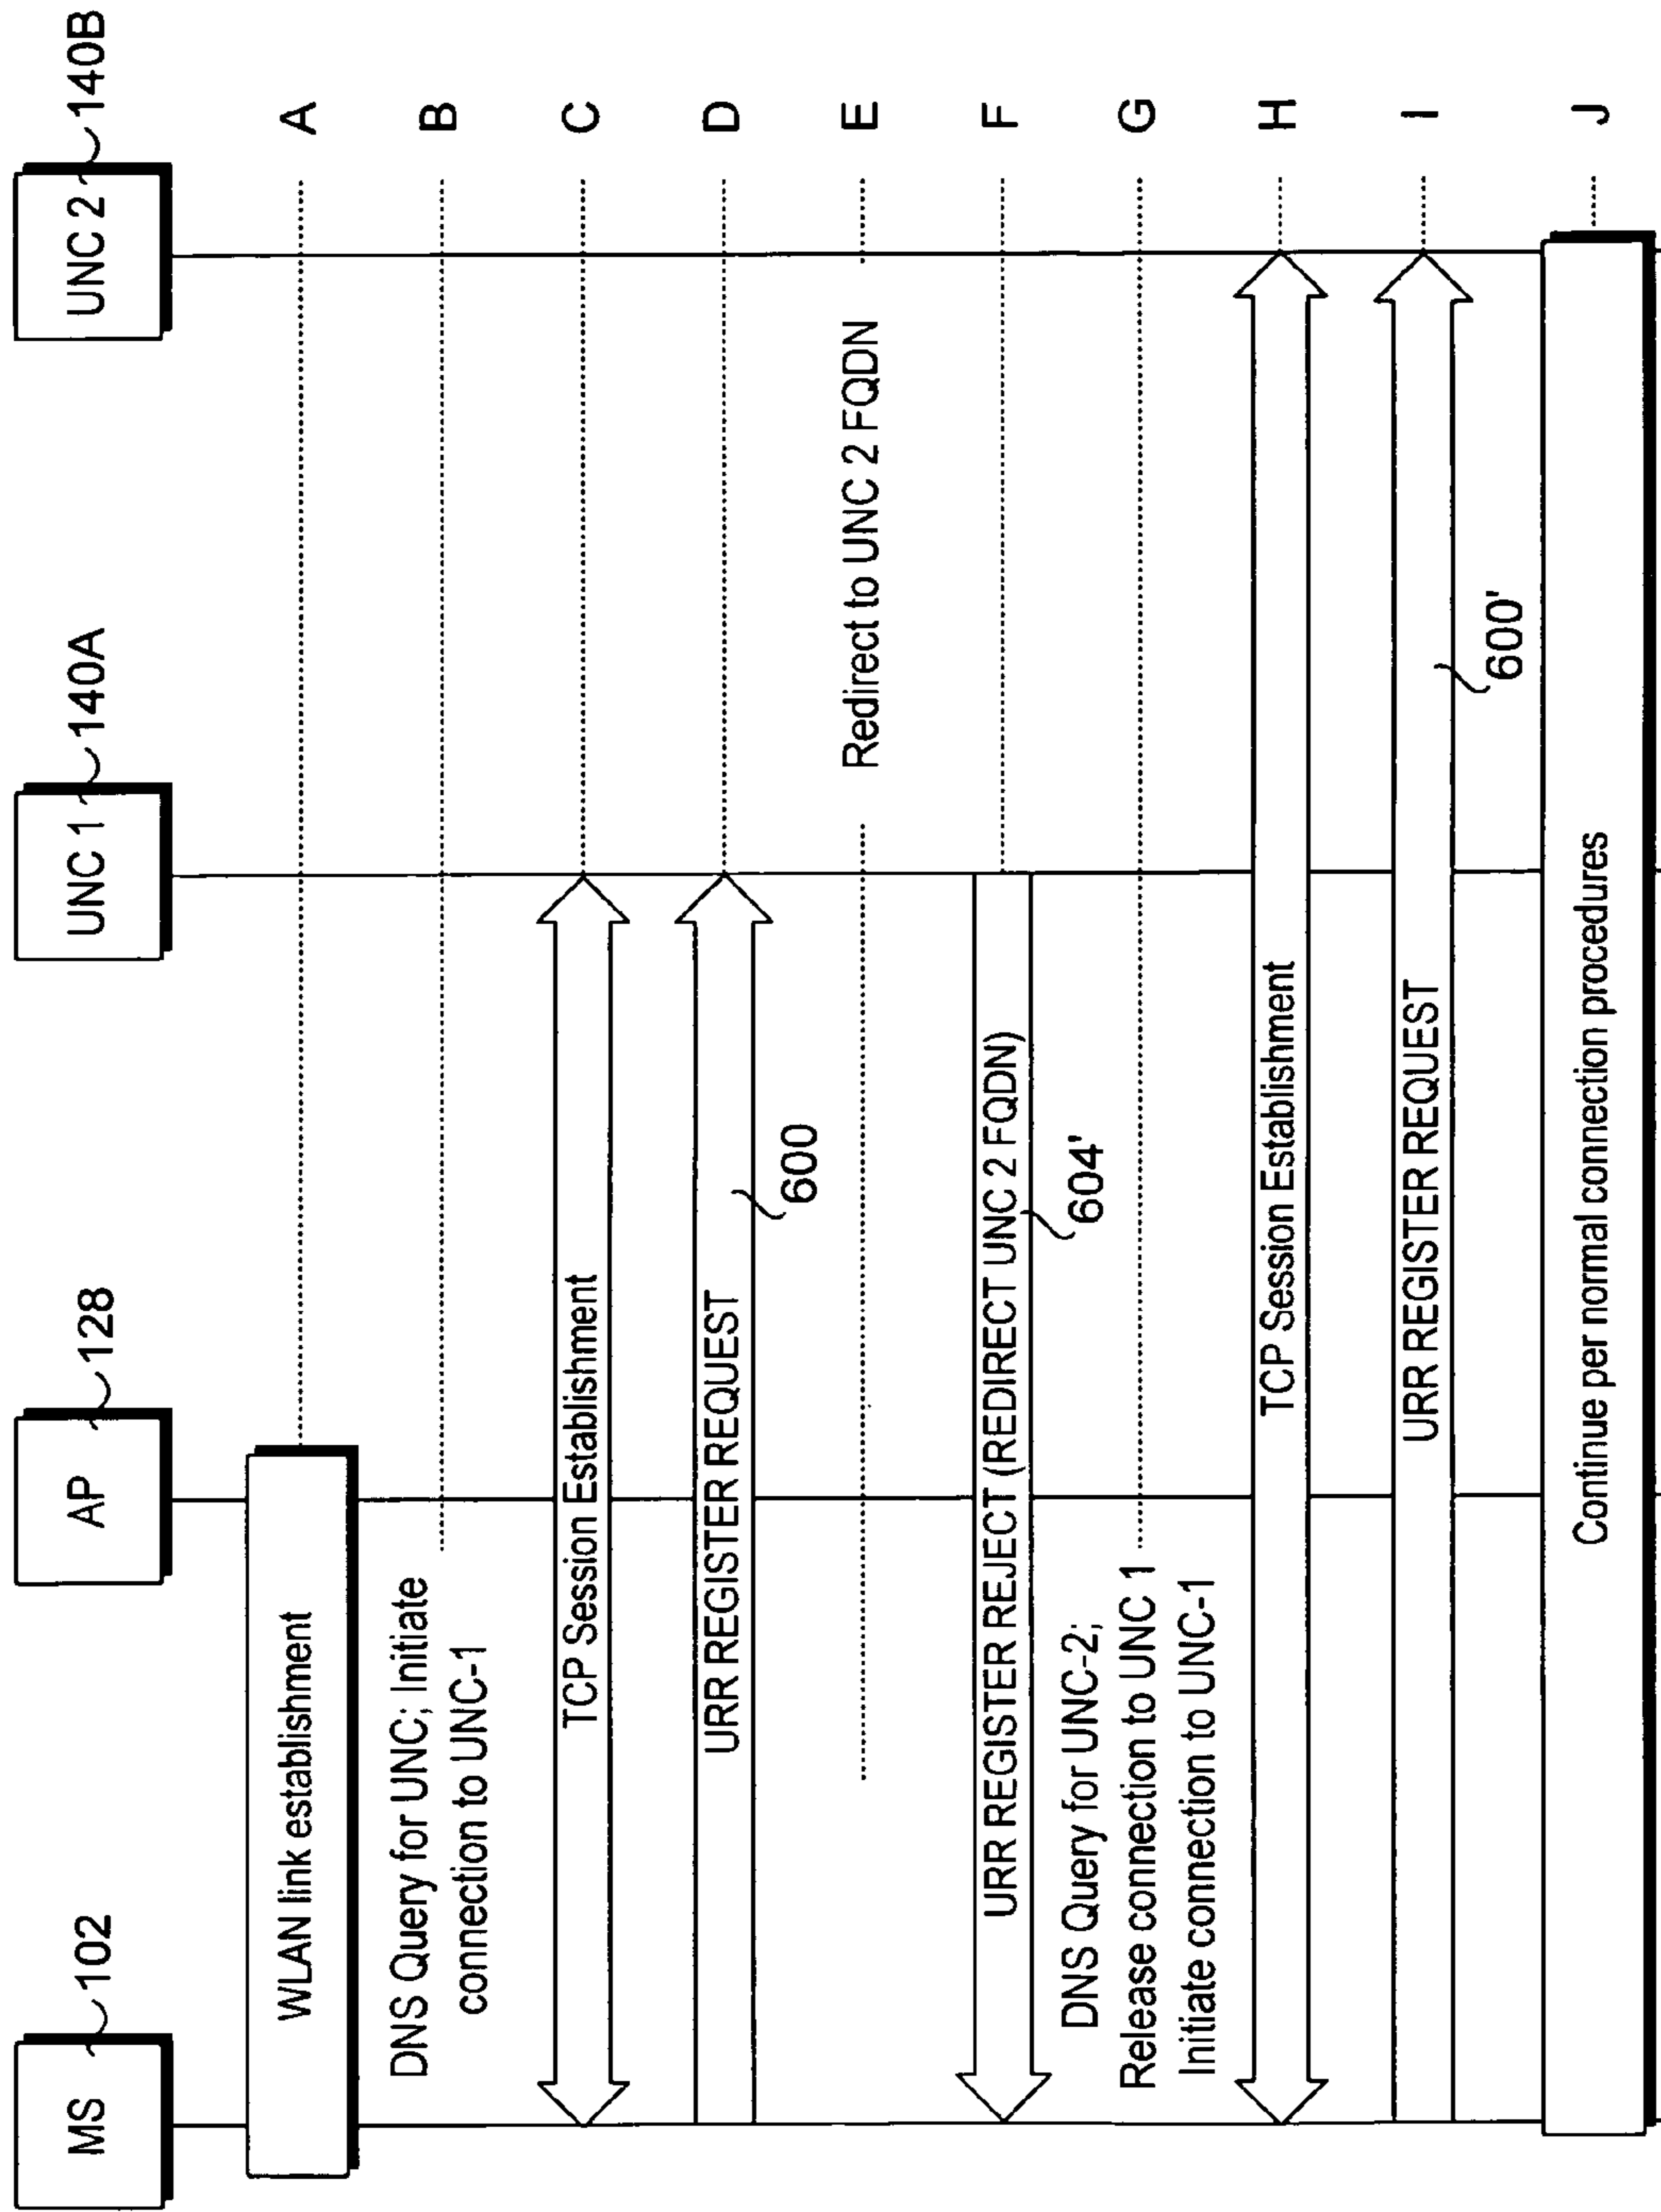 MS 102
AP 128
UNC 1 140A
UNC 2 140B
WLAN link establishment
A
DNS Query for UNC; Initiate
connection to UNC-1
B
TCP Session Establishment
C
URR REGISTER REQUEST
D
600
Redirect to UNC 2 FQDN
E
URR REGISTER REJECT (REDIRECT UNC 2 FQDN)
F
604'
DNS Query for UNC-2;
Release connection to UNC 1
Initiate connection to UNC-1
G
TCP Session Establishment
H
URR REGISTER REQUEST
I
600'
Continue per normal connection procedures
J